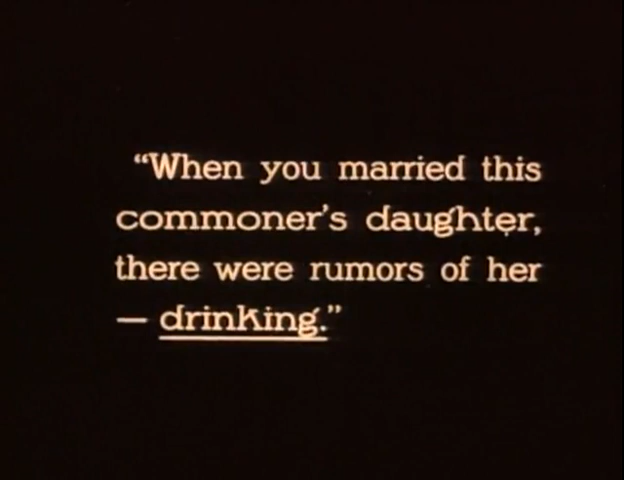 “When you married this
commoner’s daughter,
there were rumors of her
— drinking.”